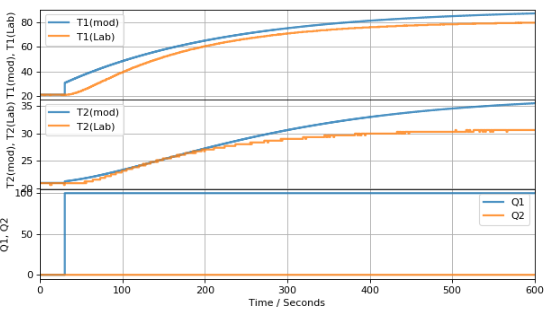 T1(mod), T1(Lab)
80
60
40
20
T1(mod)
T1(Lab)
T2(mod), T2(Lab)
35
30
25
20
T2(mod)
T2(Lab)
Q1, Q2
100
50
0
Q1
Q2
0 100 200 300 400 500 600
Time / Seconds